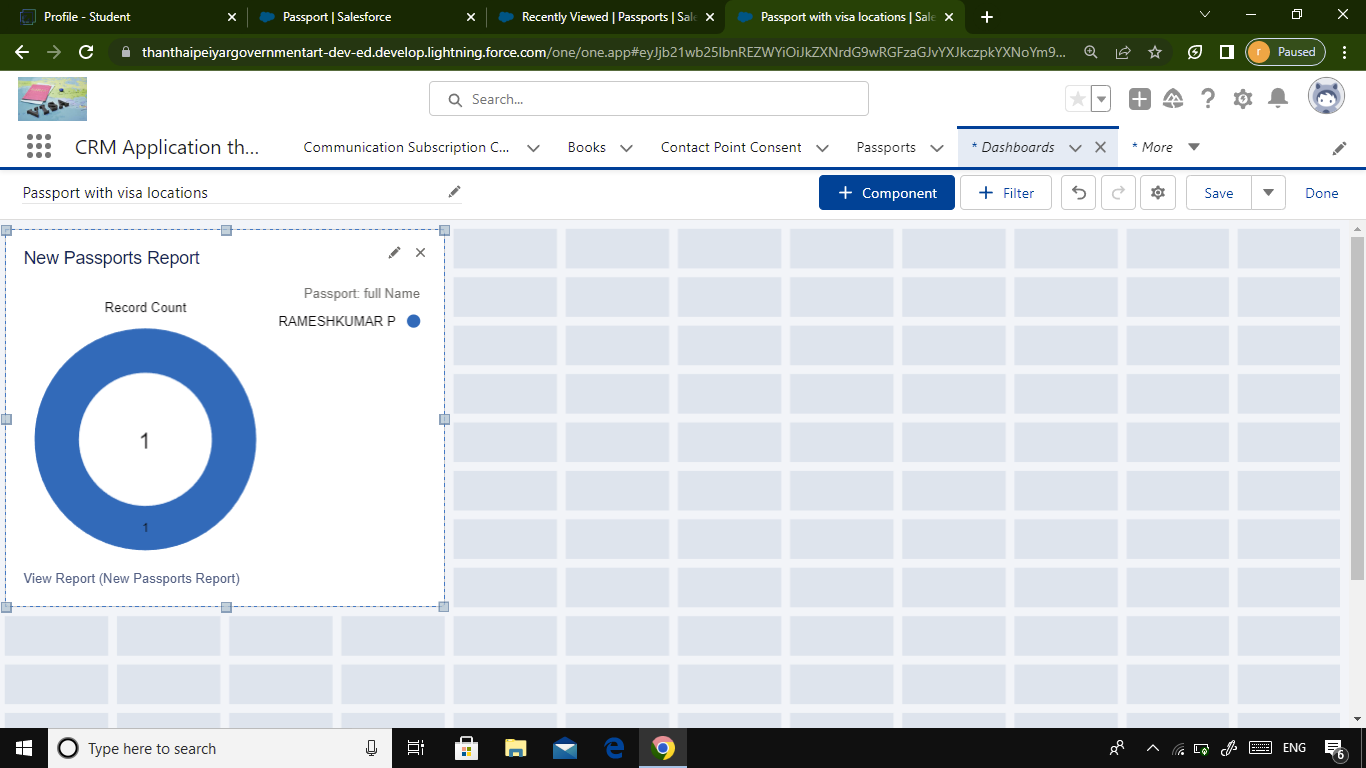 Profile - Student
Passport | Salesforce
Recently Viewed | Passports | Sale
Passport with visa locations | Sale
thanthaipeiyargovernmentart-dev-ed.develop.lightning.force.com/one/one.app#eyJjb21wb25lbnREZWYiOiJkZXNrdG9wRGFzaGJvYXJkczpkYXNoYm9...
r
Paused
VISA
Search...
CRM Application th...
Communication Subscription C...
Books
Contact Point Consent
Passports
* Dashboards
* More
Passport with visa locations
+ Component
+ Filter
Save
Done
New Passports Report
Passport: full Name
Record Count
RAMESHKUMAR P
1
1
View Report (New Passports Report)
Type here to search
ENG
6